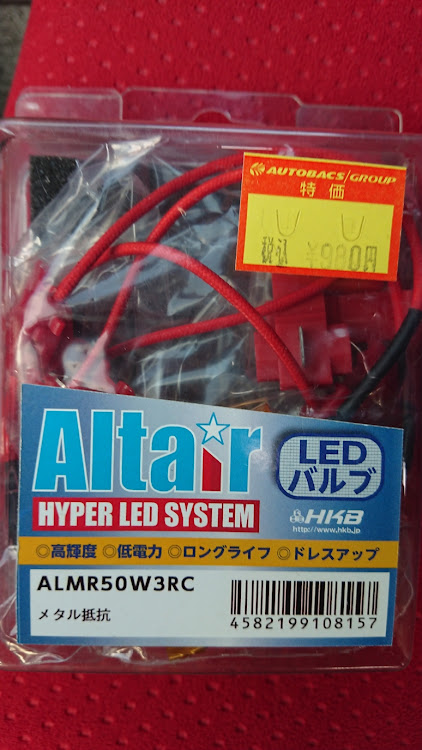 AUTOBACS/GROUP
特価
税込 ¥980円
Altair
HYPER LED SYSTEM
LED
バルブ
HKB
http://www.hkb.jp
◎高輝度 ◎低電力 ◎ロングライフ ◎ドレスアップ
ALMR50W3RC
メタル抵抗
4582199108157